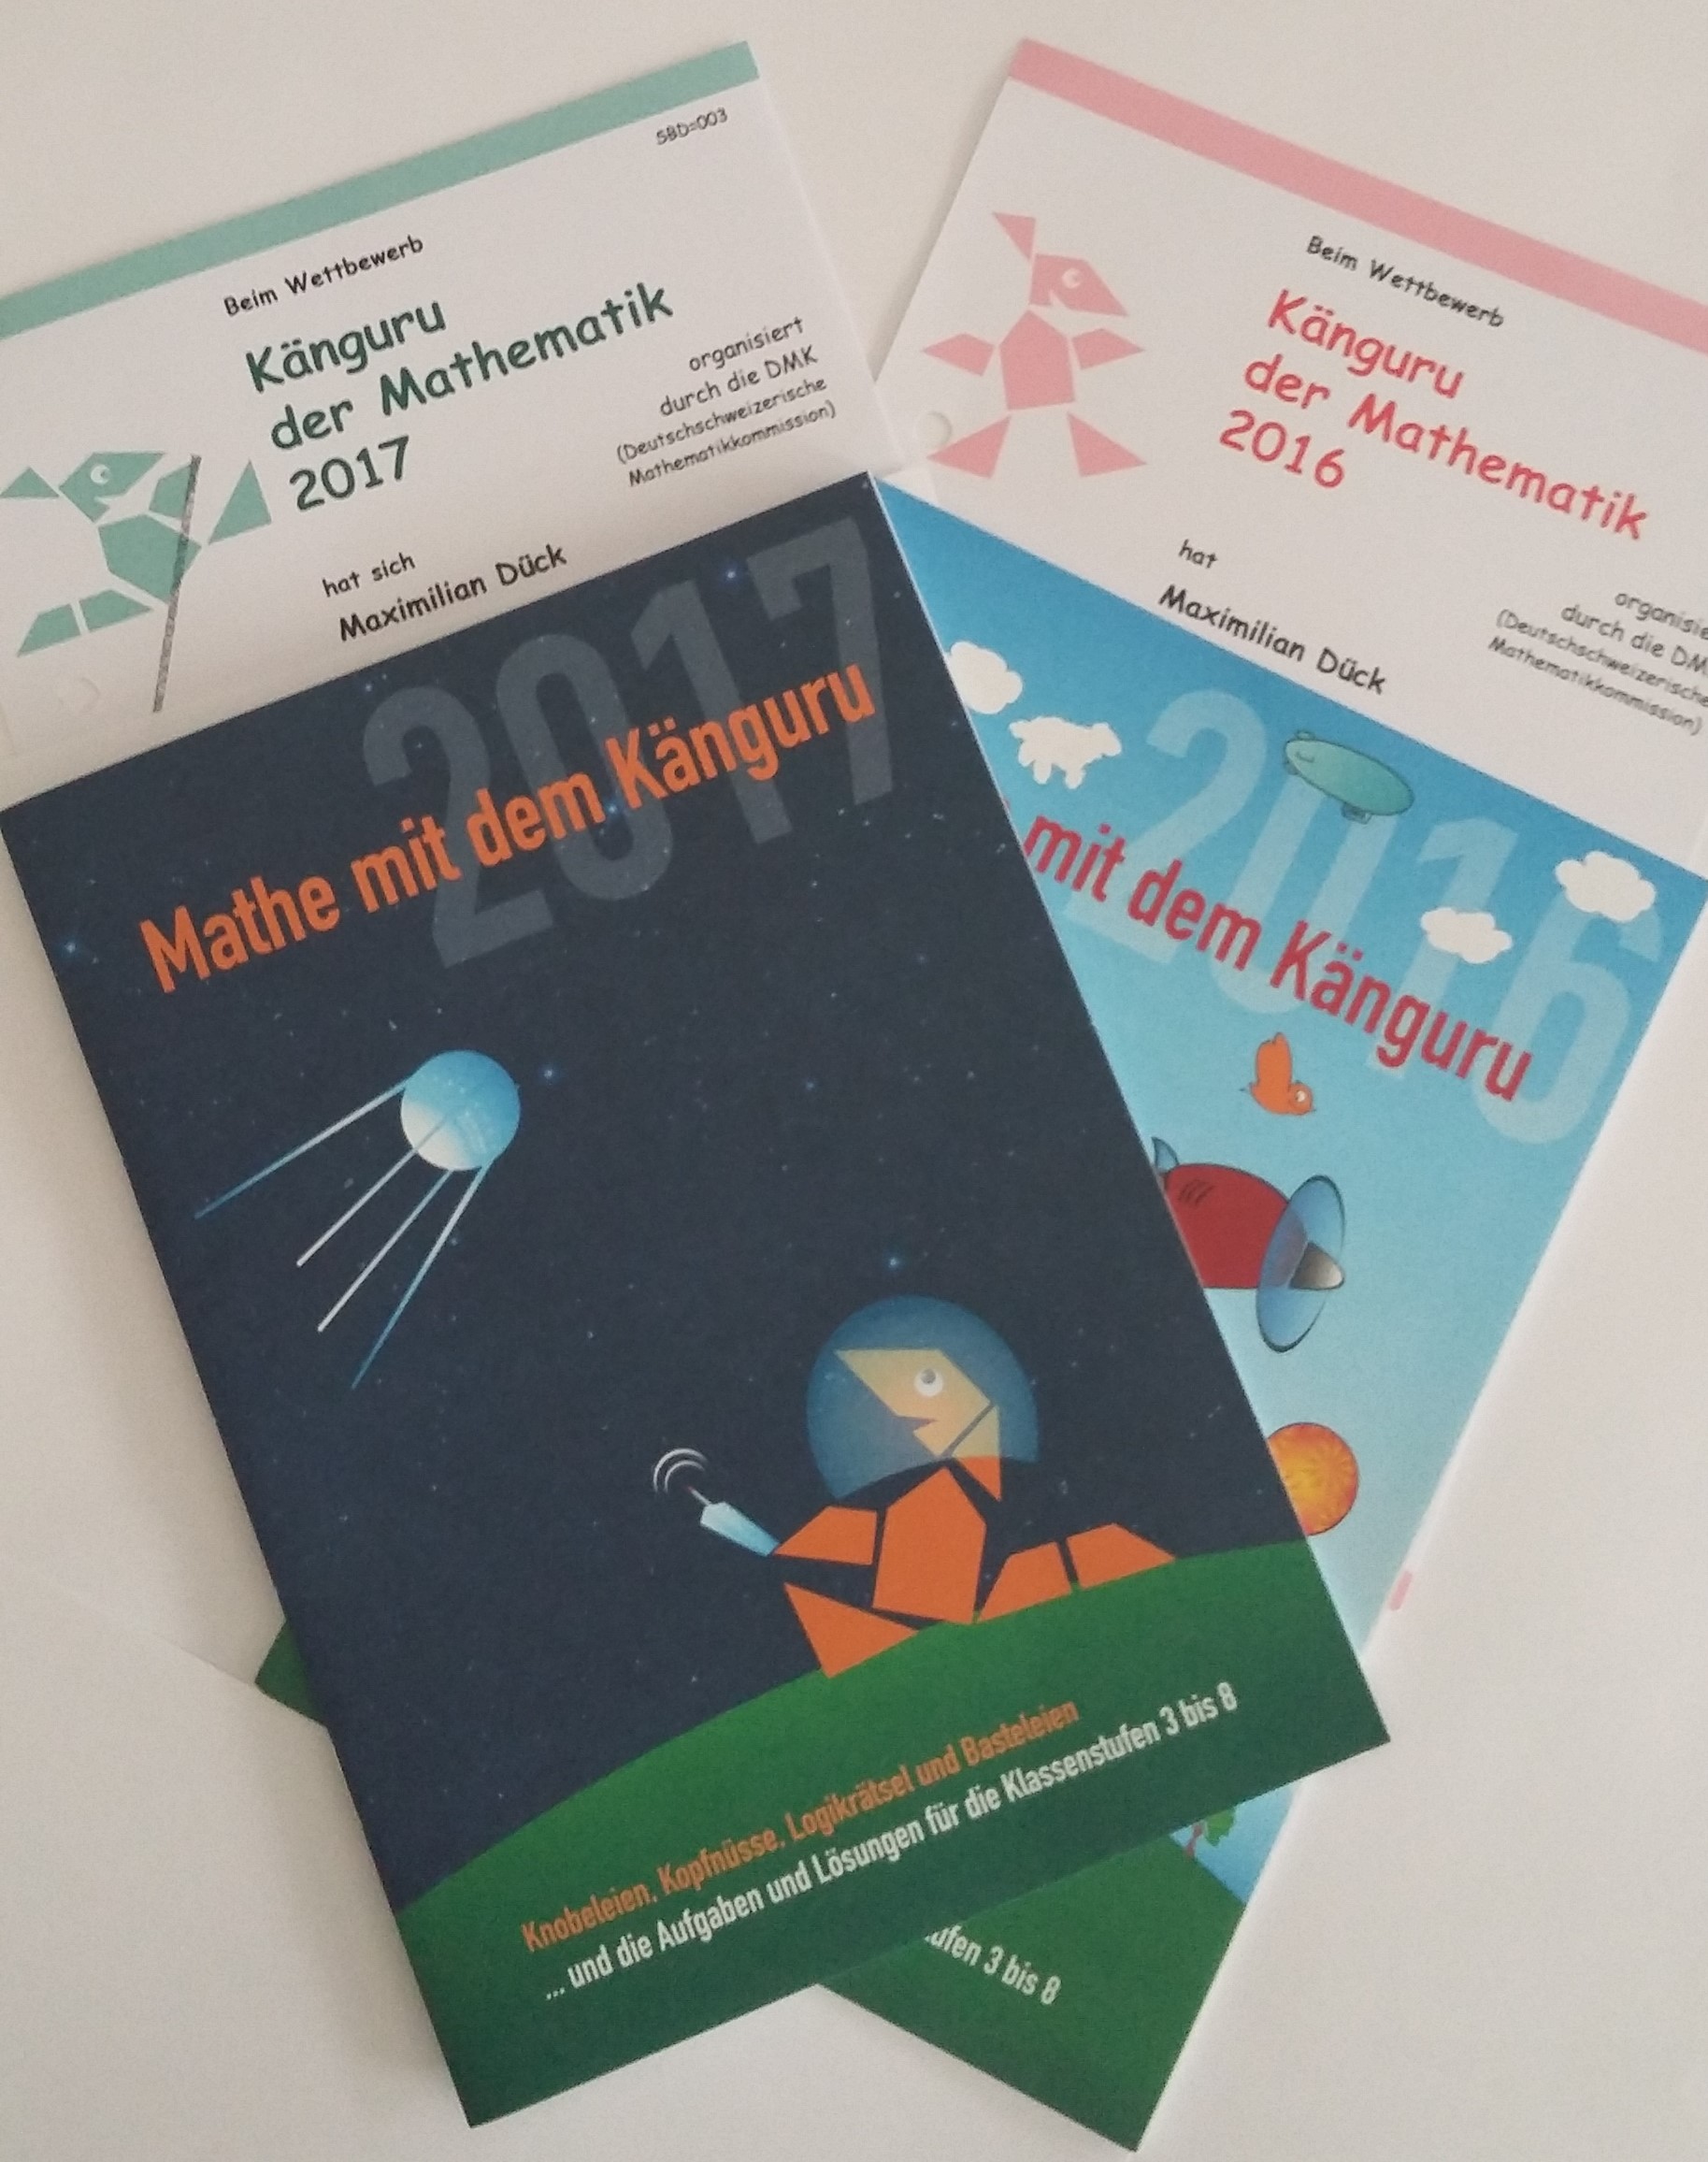 SBD=003
Beim Wettbewerb
Känguru
der Mathematik
2017
organisiert
durch die DMK
(Deutschschweizerische
Mathematikkommission)
hat sich
Maximilian Dück
Beim Wettbewerb
Känguru
der Mathematik
2016
hat
Maximilian Dück
durch die
(Deutschschweizerische
Mathematikkommission)
2017
Mathe mit dem Känguru
Knobeleien, Kopfnüsse, Logikrätsel und Basteleien
... und die Aufgaben und Lösungen für die Klassenstufen 3 bis 8
2016
mit dem Känguru
3 bis 8